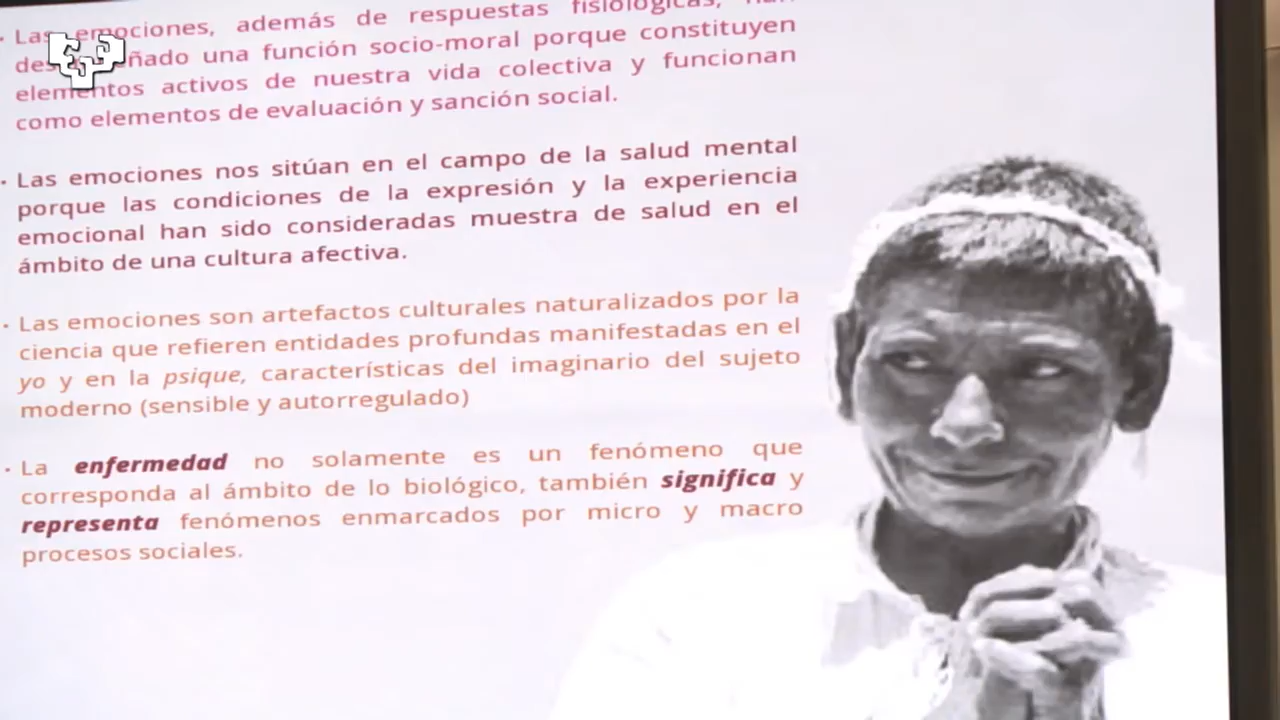 • Las emociones, además de respuestas fisiológicas, han
una función socio-moral porque constituyen
elementos activos de nuestra vida colectiva y funcionan
como elementos de evaluación y sanción social.
• Las emociones nos sitúan en el campo de la salud mental
porque las condiciones de la expresión y la experiencia
emocional han sido consideradas muestra de salud en el
ámbito de una cultura afectiva.
• Las emociones son artefactos culturales naturalizados por la
ciencia que refieren entidades profundas manifestadas en el
yo y en la psique, características del imaginario del sujeto
moderno (sensible y autorregulado)
• La enfermedad no solamente es un fenómeno que
corresponda al ámbito de lo biológico, también significa y
representa fenómenos enmarcados por micro y macro
procesos sociales.